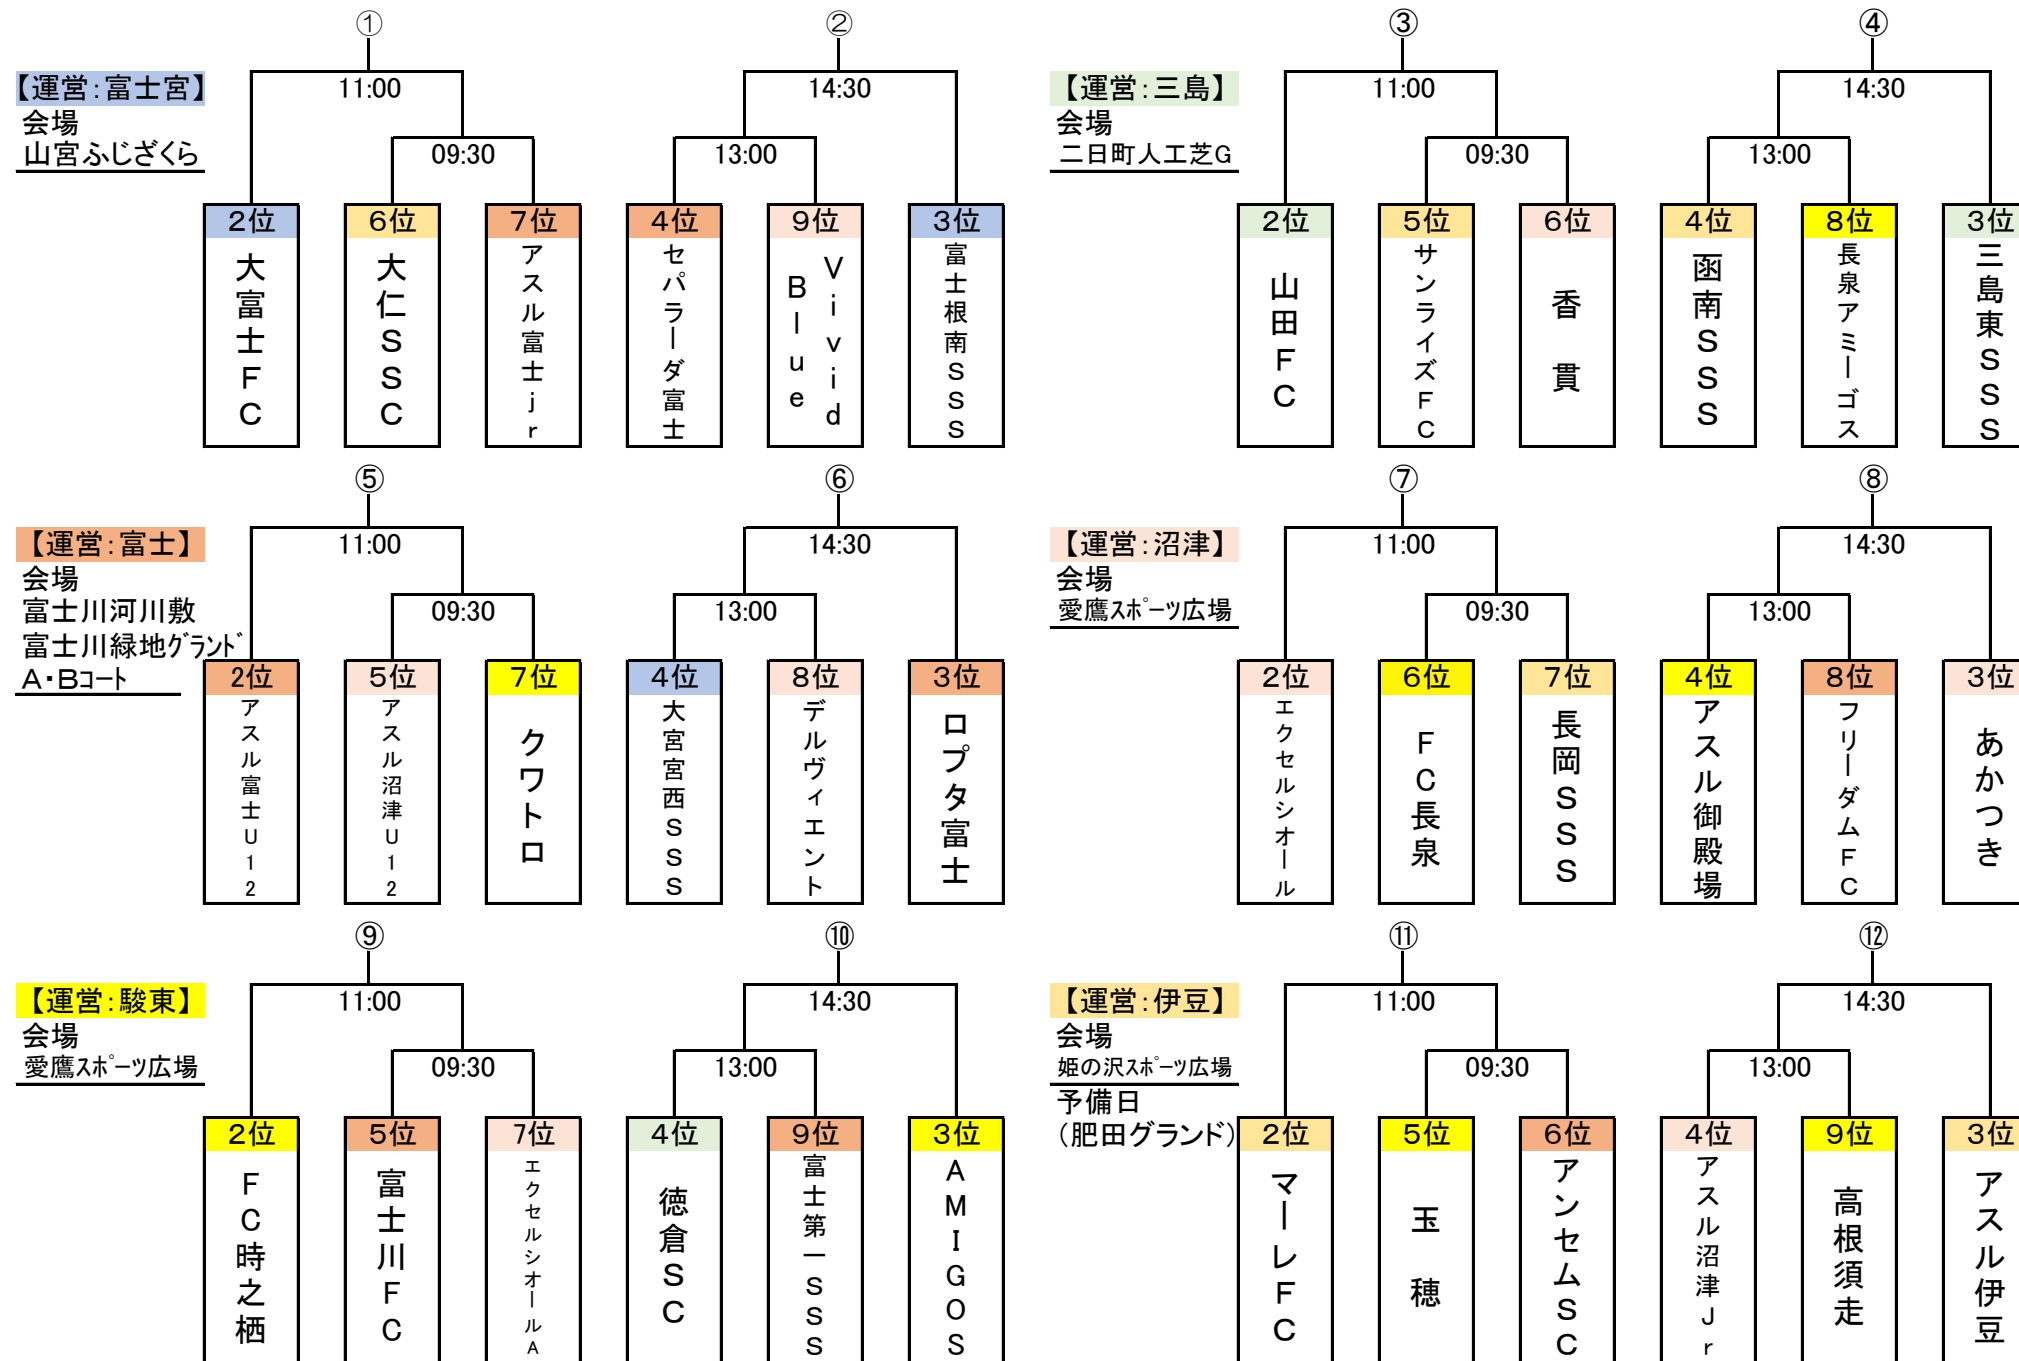 ①
②
【運営:富士宮】
会場
山宮ふじざくら
11:00
14:30
09:30
13:00
2位
6位
7位
4位
9位
3位
大富士FC
大仁SSC
アスル富士jr
セパラーダ富士
Vivid
Blue
富士根南SSS
③
④
【運営:三島】
会場
二日町人工芝G
11:00
14:30
09:30
13:00
2位
5位
6位
4位
8位
3位
山田FC
サンライズFC
香貫
函南SSS
長泉アミーゴス
三島東SSS
⑤
⑥
【運営:富士】
会場
富士川河川敷
富士川緑地グランド
A・Bコート
11:00
14:30
09:30
13:00
2位
5位
7位
4位
8位
3位
アスル富士U12
アスル沼津U12
クワトロ
大宮宮西SSS
デルヴィエント
ロプタ富士
⑦
⑧
【運営:沼津】
会場
愛鷹スポーツ広場
11:00
14:30
09:30
13:00
2位
6位
7位
4位
8位
3位
エクセルシオール
FC長泉
長岡SSS
アスル御殿場
フリーダムFC
あかつき
⑨
⑩
【運営:駿東】
会場
愛鷹スポーツ広場
11:00
14:30
09:30
13:00
2位
5位
7位
4位
9位
3位
FC時之栖
富士川FC
エクセルシオールA
徳倉SC
富士第一SSS
AMIGOS
⑪
⑫
【運営:伊豆】
会場
姫の沢スポーツ広場
予備日
(肥田グランド)
11:00
14:30
09:30
13:00
2位
5位
6位
4位
9位
3位
マーレFC
玉穂
アンセムSC
アスル沼津Jr
高根須走
アスル伊豆